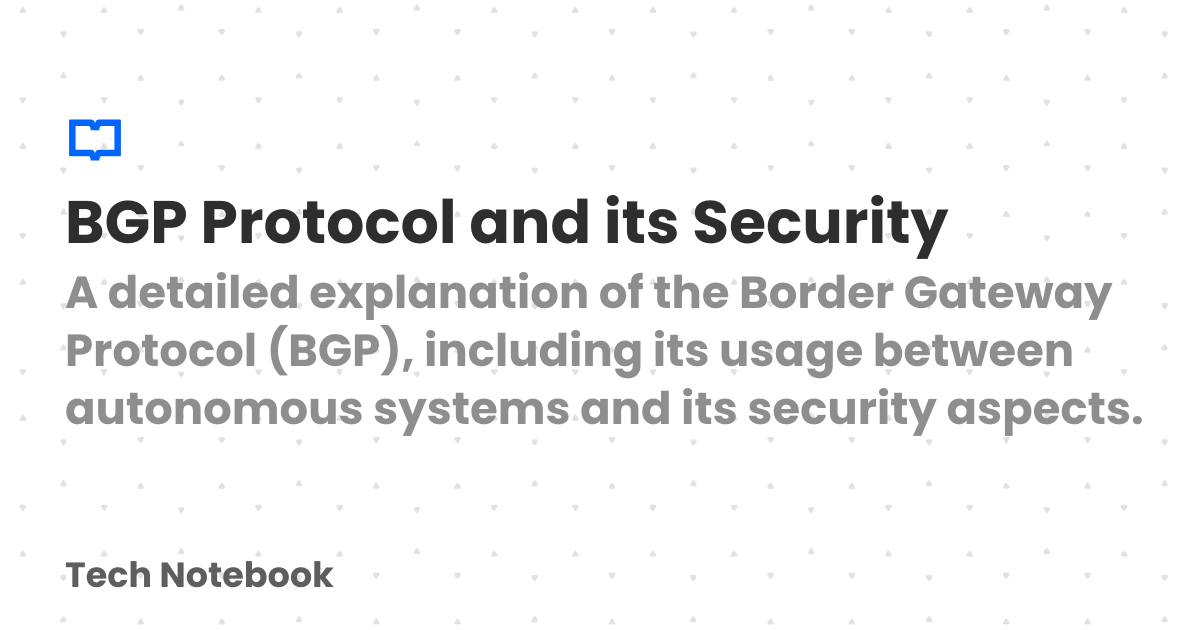 BGP Protocol and its Security
A detailed explanation of the Border Gateway
Protocol (BGP), including its usage between
autonomous systems and its security aspects.
Tech Notebook